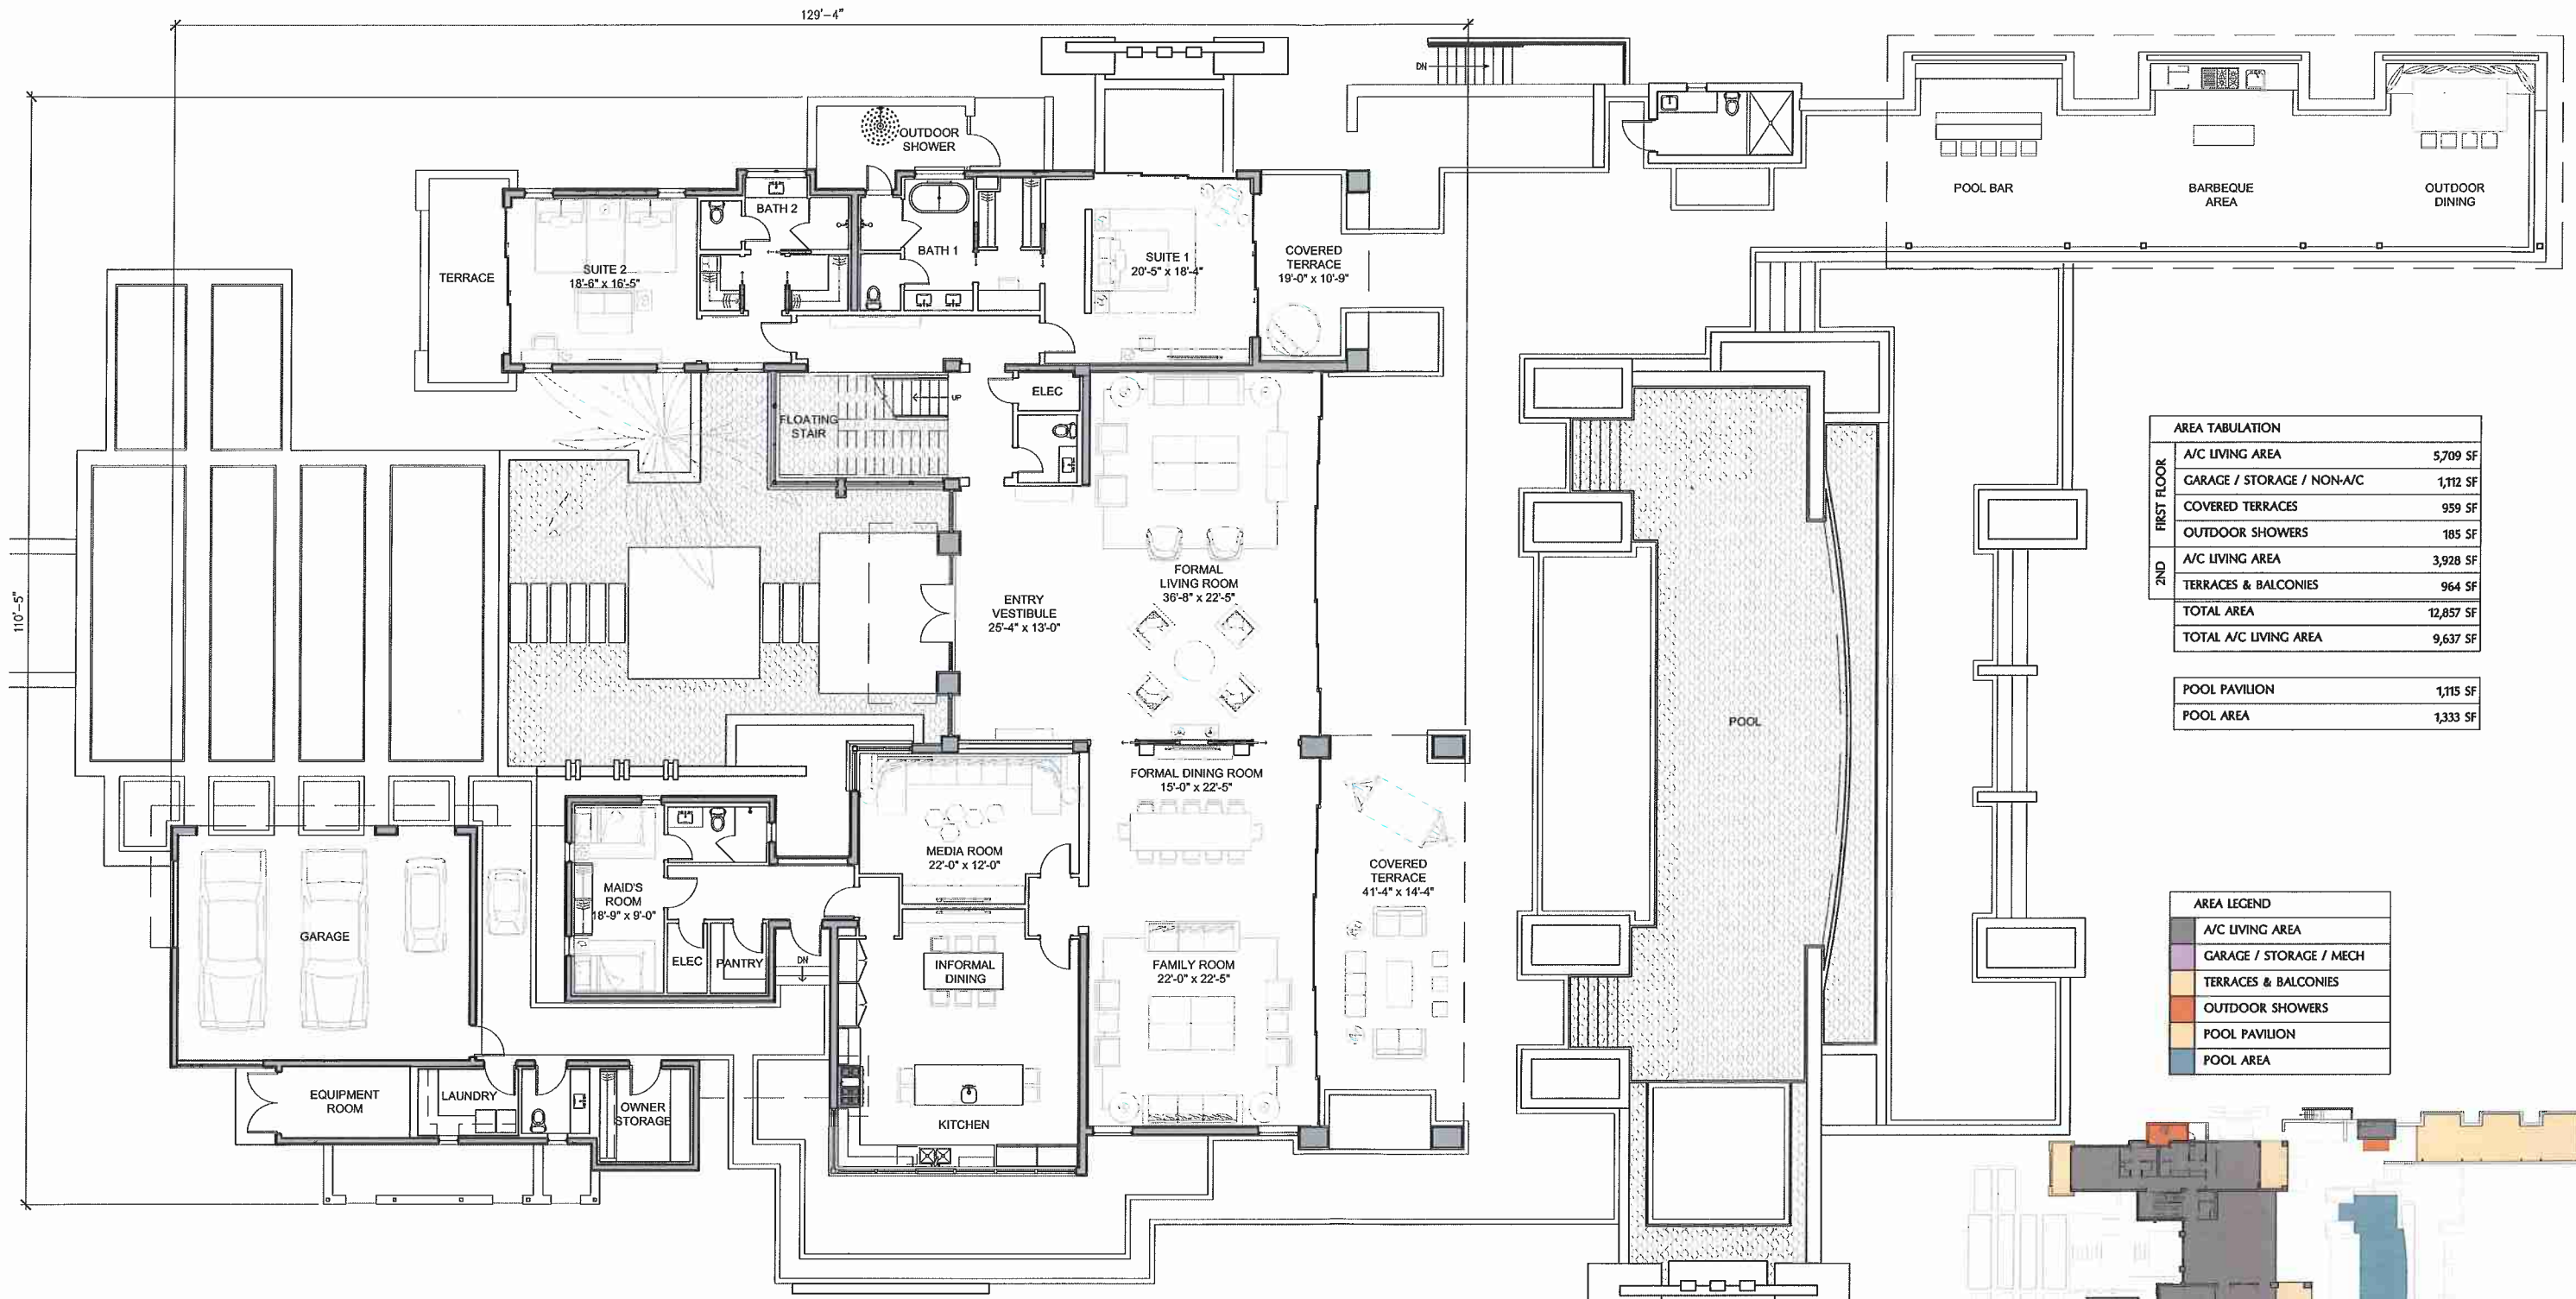 129'-4"
110'-5"
DN
OUTDOOR
SHOWER
BATH 2
BATH 1
TERRACE
SUITE 2
18'-6" x 16'-5"
SUITE 1
20'-5" x 18'-4"
COVERED
TERRACE
19'-0" x 10'-9"
POOL BAR
BARBEQUE
AREA
OUTDOOR
DINING
ELEC
UP
FLOATING
STAIR
FORMAL
LIVING ROOM
36'-8" x 22'-5"
ENTRY
VESTIBULE
25'-4" x 13'-0"
POOL
FORMAL DINING ROOM
15'-0" x 22'-5"
MEDIA ROOM
22'-0" x 12'-0"
COVERED
TERRACE
41'-4" x 14'-4"
MAID'S
ROOM
18'-9" x 9'-0"
GARAGE
ELEC
PANTRY
DN
INFORMAL
DINING
FAMILY ROOM
22'-0" x 22'-5"
EQUIPMENT
ROOM
LAUNDRY
OWNER
STORAGE
KITCHEN
AREA TABULATION
FIRST FLOOR
A/C LIVING AREA 5,709 SF
GARAGE / STORAGE / NON-A/C 1,112 SF
COVERED TERRACES 959 SF
OUTDOOR SHOWERS 185 SF
2ND
A/C LIVING AREA 3,928 SF
TERRACES & BALCONIES 964 SF
TOTAL AREA 12,857 SF
TOTAL A/C LIVING AREA 9,637 SF
POOL PAVILION 1,115 SF
POOL AREA 1,333 SF
AREA LEGEND
A/C LIVING AREA
GARAGE / STORAGE / MECH
TERRACES & BALCONIES
OUTDOOR SHOWERS
POOL PAVILION
POOL AREA